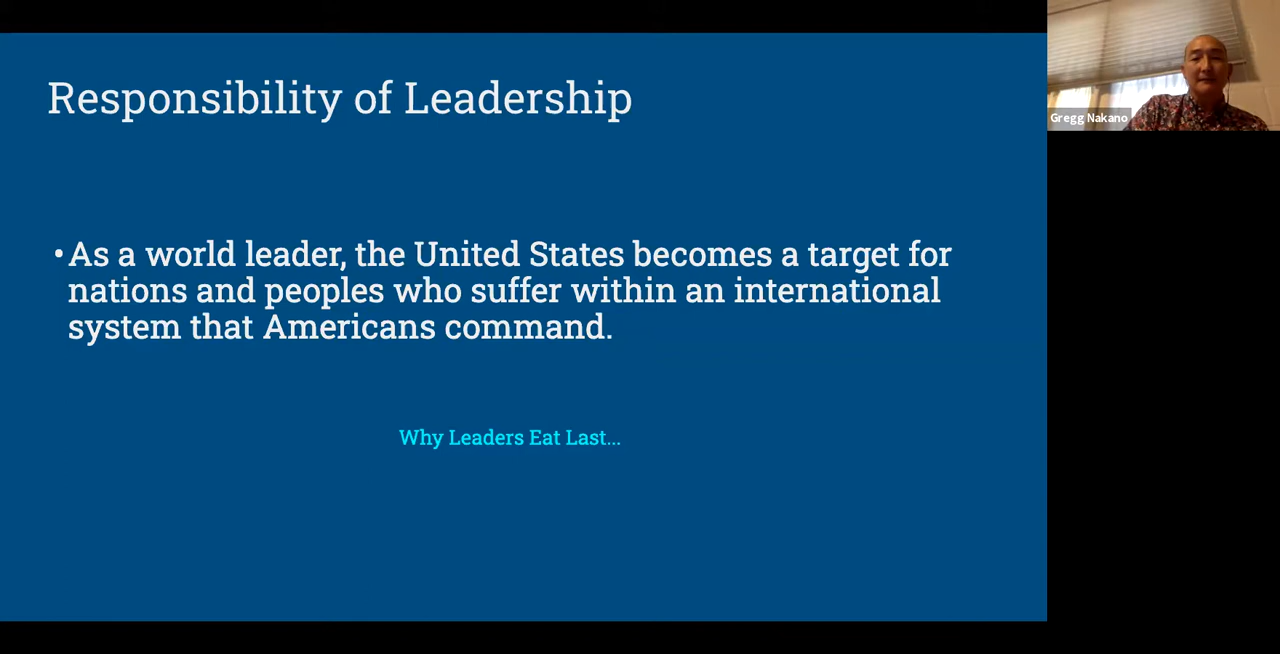 Responsibility of Leadership
Gregg Nakano
•As a world leader, the United States becomes a target for
nations and peoples who suffer within an international
system that Americans command.
Why Leaders Eat Last...